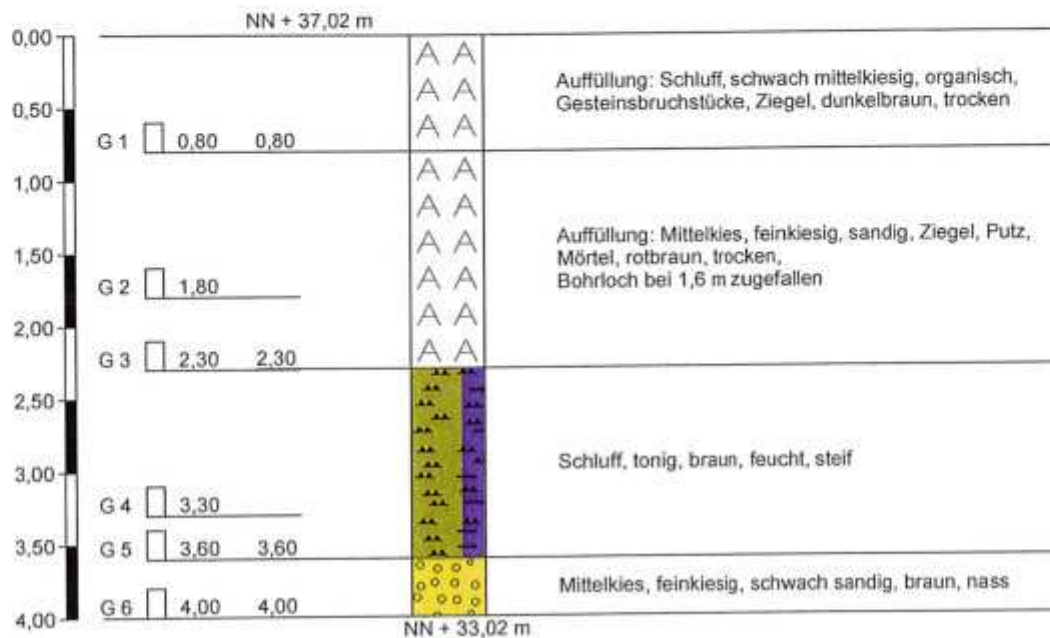 NN + 37,02 m
0,00
Auffüllung: Schluff, schwach mittelkiesig, organisch,
Gesteinsbruchstücke, Ziegel, dunkelbraun, trocken
0,50
G 1 0,80 0,80
1,00
Auffüllung: Mittelkies, feinkiesig, sandig, Ziegel, Putz,
Mörtel, rotbraun, trocken,
Bohrloch bei 1,6 m zugefallen
1,50
G 2 1,80
2,00
G 3 2,30 2,30
2,50
Schluff, tonig, braun, feucht, steif
3,00
G 4 3,30
3,50
G 5 3,60 3,60
Mittelkies, feinkiesig, schwach sandig, braun, nass
G 6 4,00 4,00
4,00
NN + 33,02 m